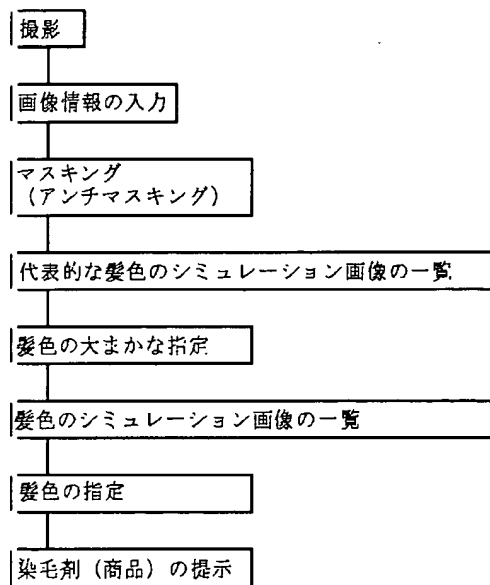 撮影
画像情報の入力
マスキング
(アンチマスキング)
代表的な髪色のシミュレーション画像の一覧
髪色の大まかな指定
髪色のシミュレーション画像の一覧
髪色の指定
染毛剤(商品)の提示